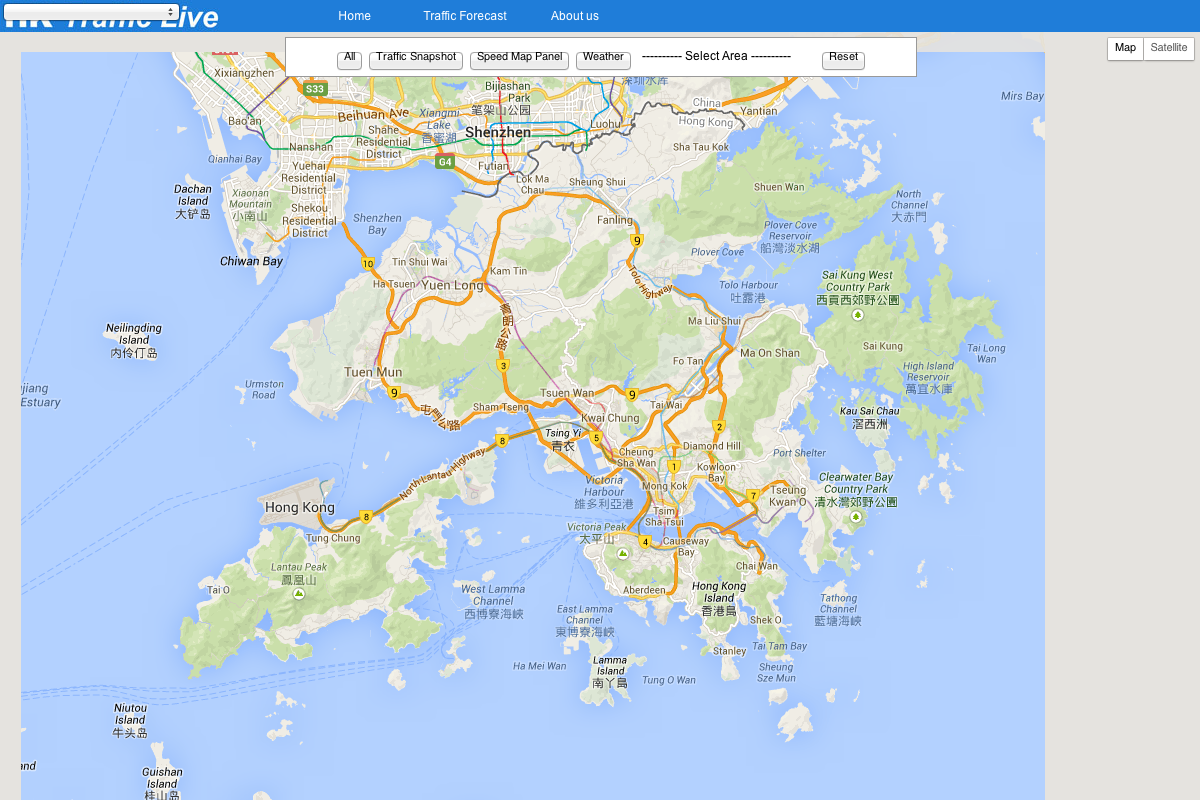 Traffic Live
Home
Traffic Forecast
About us
All
Traffic Snapshot
Speed Map Panel
Weather
---------- Select Area ----------
Reset
Map
Satellite
Xixiangzhen
S33
Bao'an
Beihuan Ave
Xiangmi
Lake
香蜜湖
Bijiashan
Park
笔架山公园
深圳水库
China
Hong Kong
Yantian
Mirs Bay
Shenzhen
Luohu
Nanshan
Shahe
Residential
District
G4
Futian
Sha Tau Kok
Qianhai Bay
Yuehai
Residential
District
Lok Ma
Chau
Sheung Shui
Shuen Wan
Dachan
Island
大铲岛
Xiaonan
Mountain
小南山
Shekou
Residential
District
Shenzhen
Bay
Fanling
North
Channel
大赤門
Plover Cove
Reservoir
船灣淡水湖
9
Plover Cove
Chiwan Bay
10
Tin Shui Wai
Kam Tin
Ha Tsuen
Yuen Long
Tolo Highway
Tolo Harbour
吐露港
Sai Kung West
Country Park
西貢西郊野公園
Neilingding
Island
内伶仃岛
元朗公路
Ma Liu Shui
Sai Kung
Tai Long
Wan
Ma On Shan
Fo Tan
3
High Island
Reservoir
萬宜水庫
Tuen Mun
jiang
Estuary
Urmston
Road
9
Tsuen Wan
9
Sham Tseng
屯門公路
Tai Wai
Kwai Chung
Kau Sai Chau
滘西洲
2
Tsing Yi
青衣
5
8
Diamond Hill
Cheung
Sha Wan
Port Shelter
North Lantau Highway
1
Kowloon
Bay
Victoria
Harbour
維多利亞港
Mong Kok
Clearwater Bay
Country Park
清水灣郊野公園
7
Tseung
Kwan O
Hong Kong
8
Tsim
Sha Tsui
Victoria Peak
太平山
4
Causeway
Bay
Tung Chung
Chai Wan
Lantau Peak
鳳凰山
Tai O
Aberdeen
Hong Kong
Island
香港島
West Lamma
Channel
西博寮海峽
East Lamma
Channel
東博寮海峽
Tathong
Channel
藍塘海峽
Shek O
Stanley
Tai Tam Bay
Ha Mei Wan
Lamma
Island
南丫島
Tung O Wan
Sheung
Sze Mun
Niutou
Island
牛头岛
and
Guishan
Island
桂山岛